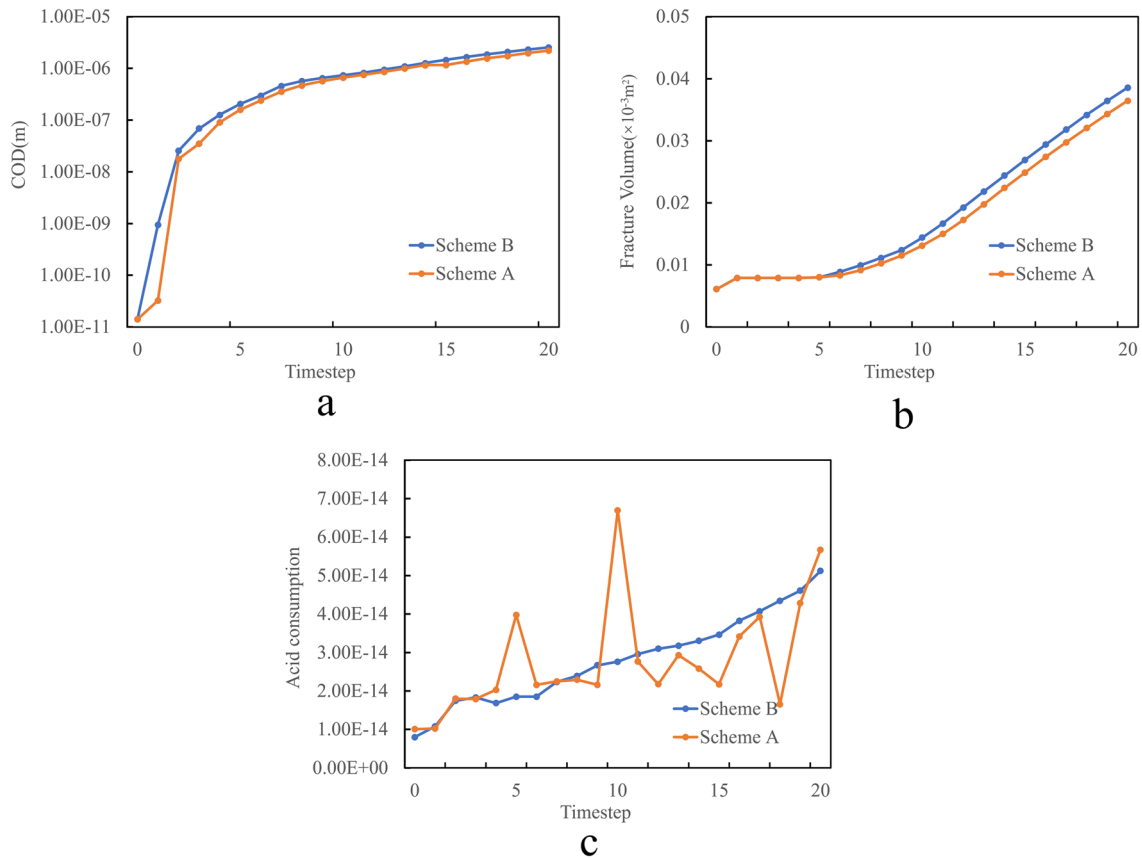 COD(m)
1.00E-05
1.00E-06
1.00E-07
1.00E-08
1.00E-09
1.00E-10
1.00E-11
0 5 10 15 20
Timestep
Scheme B
Scheme A
a
Fracture Volume(×10⁻³m²)
0.05
0.04
0.03
0.02
0.01
0
0 5 10 15 20
Timestep
Scheme B
Scheme A
b
Acid consumption
8.00E-14
7.00E-14
6.00E-14
5.00E-14
4.00E-14
3.00E-14
2.00E-14
1.00E-14
0.00E+00
0 5 10 15 20
Timestep
Scheme B
Scheme A
c